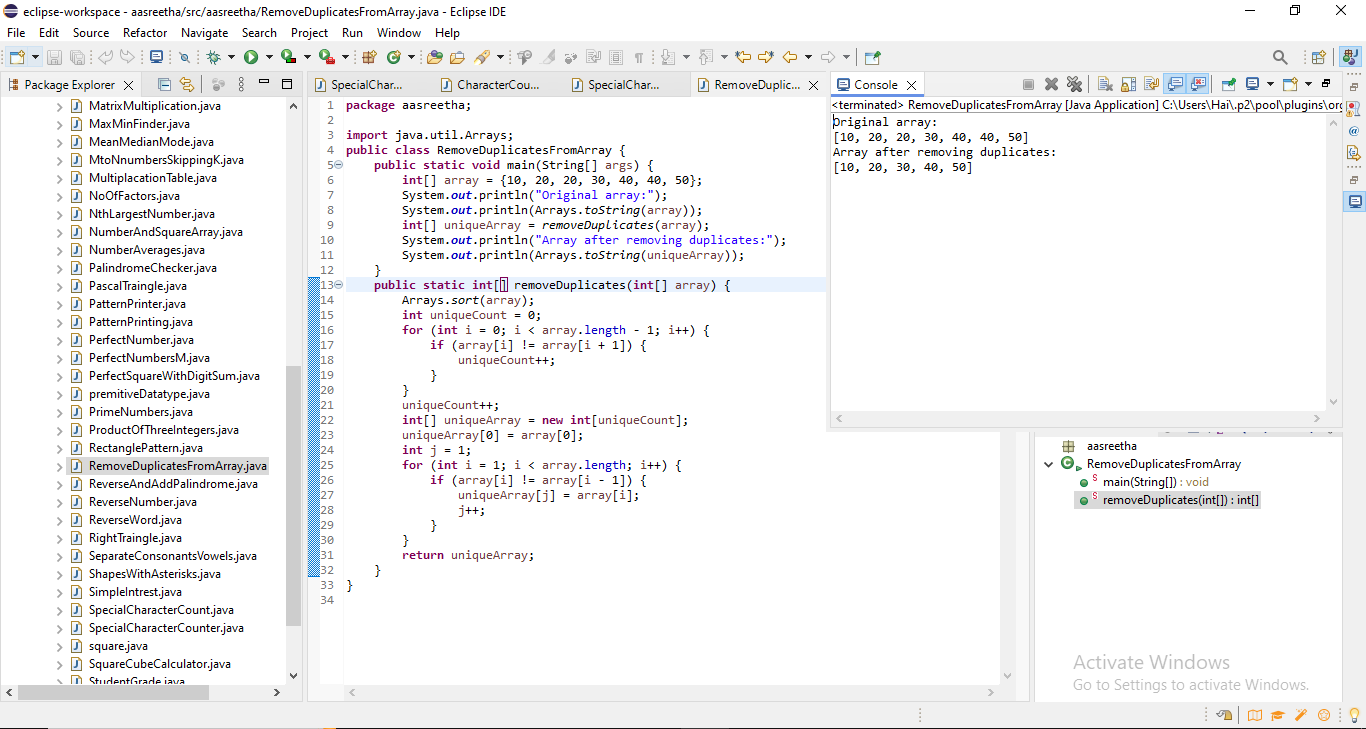 eclipse-workspace - aasreetha/src/aasreetha/RemoveDuplicatesFromArray.java - Eclipse IDE
File Edit Source Refactor Navigate Search Project Run Window Help
Package Explorer
MatrixMultiplication.java
MaxMinFinder.java
MeanMedianMode.java
MtoNnumbersSkippingK.java
MultiplacationTable.java
NoOfFactors.java
NthLargestNumber.java
NumberAndSquareArray.java
NumberAverages.java
PalindromeChecker.java
PascalTraingle.java
PatternPrinter.java
PatternPrinting.java
PerfectNumber.java
PerfectNumbersM.java
PerfectSquareWithDigitSum.java
premitiveDatatype.java
PrimeNumbers.java
ProductOfThreeIntegers.java
RectanglePattern.java
RemoveDuplicatesFromArray.java
ReverseAndAddPalindrome.java
ReverseNumber.java
ReverseWord.java
RightTraingle.java
SeparateConsonantsVowels.java
ShapesWithAsterisks.java
SimpleIntrest.java
SpecialCharacterCount.java
SpecialCharacterCounter.java
square.java
SquareCubeCalculator.java
StudentGrade.java
SpecialChar... CharacterCou... SpecialChar... RemoveDuplic...
1 package aasreetha;
2
3 import java.util.Arrays;
4 public class RemoveDuplicatesFromArray {
5 public static void main(String[] args) {
6 int[] array = {10, 20, 20, 30, 40, 40, 50};
7 System.out.println("Original array:");
8 System.out.println(Arrays.toString(array));
9 int[] uniqueArray = removeDuplicates(array);
10 System.out.println("Array after removing duplicates:");
11 System.out.println(Arrays.toString(uniqueArray));
12 }
13 public static int[] removeDuplicates(int[] array) {
14 Arrays.sort(array);
15 int uniqueCount = 0;
16 for (int i = 0; i < array.length - 1; i++) {
17 if (array[i] != array[i + 1]) {
18 uniqueCount++;
19 }
20 }
21 uniqueCount++;
22 int[] uniqueArray = new int[uniqueCount];
23 uniqueArray[0] = array[0];
24 int j = 1;
25 for (int i = 1; i < array.length; i++) {
26 if (array[i] != array[i - 1]) {
27 uniqueArray[j] = array[i];
28 j++;
29 }
30 }
31 return uniqueArray;
32 }
33 }
34
Console
<terminated> RemoveDuplicatesFromArray [Java Application] C:\Users\Hai\.p2\pool\plugins\org
Original array:
[10, 20, 20, 30, 40, 40, 50]
Array after removing duplicates:
[10, 20, 30, 40, 50]
aasreetha
RemoveDuplicatesFromArray
main(String[]) : void
removeDuplicates(int[]) : int[]
Activate Windows
Go to Settings to activate Windows.